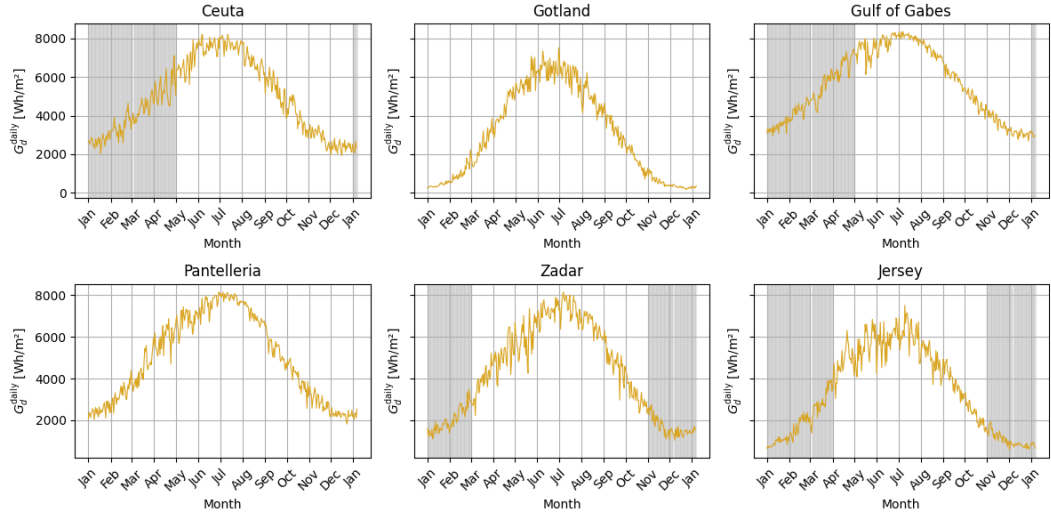 Ceuta
G_d^daily [Wh/m²]
8000
6000
4000
2000
0
Jan Feb Mar Apr May Jun Jul Aug Sep Oct Nov Dec Jan
Month
Gotland
G_d^daily [Wh/m²]
Jan Feb Mar Apr May Jun Jul Aug Sep Oct Nov Dec Jan
Month
Gulf of Gabes
G_d^daily [Wh/m²]
Jan Feb Mar Apr May Jun Jul Aug Sep Oct Nov Dec Jan
Month
Pantelleria
G_d^daily [Wh/m²]
8000
6000
4000
2000
Jan Feb Mar Apr May Jun Jul Aug Sep Oct Nov Dec Jan
Month
Zadar
G_d^daily [Wh/m²]
Jan Feb Mar Apr May Jun Jul Aug Sep Oct Nov Dec Jan
Month
Jersey
G_d^daily [Wh/m²]
Jan Feb Mar Apr May Jun Jul Aug Sep Oct Nov Dec Jan
Month